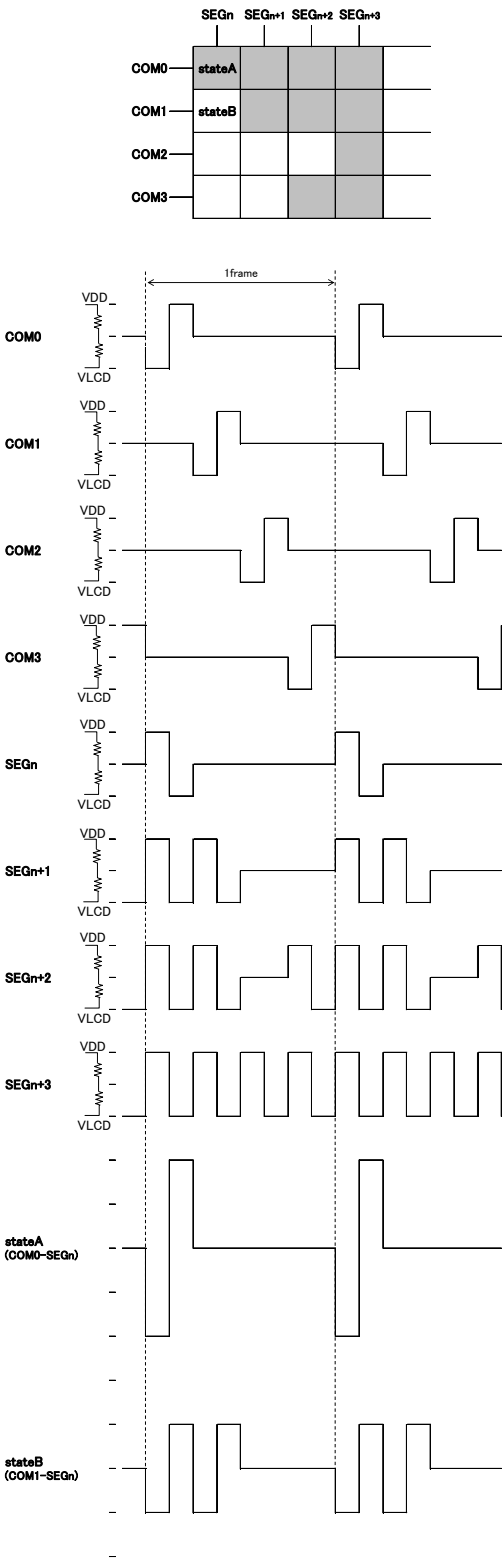 SEGn SEGn+1 SEGn+2 SEGn+3
COM0 stateA
COM1 stateB
COM2
COM3
1frame
VDD
COM0
VLCD
VDD
COM1
VLCD
VDD
COM2
VLCD
VDD
COM3
VLCD
VDD
SEGn
VLCD
VDD
SEGn+1
VLCD
VDD
SEGn+2
VLCD
VDD
SEGn+3
VLCD
stateA
(COM0-SEGn)
stateB
(COM1-SEGn)